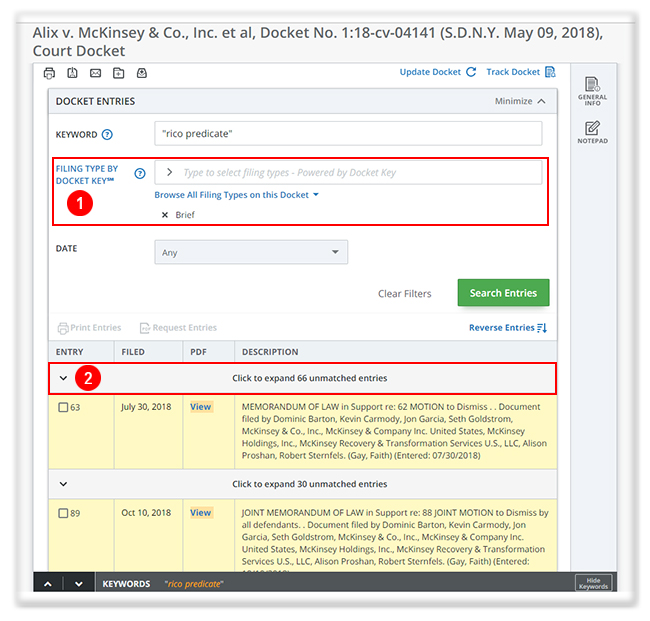 Alix v. McKinsey & Co., Inc. et al, Docket No. 1:18-cv-04141 (S.D.N.Y. May 09, 2018),
Court Docket
Update Docket Track Docket
GENERAL
INFO
NOTEPAD
DOCKET ENTRIES Minimize
KEYWORD ? "rico predicate"
FILING TYPE BY
DOCKET KEY℠ ? > Type to select filing types - Powered by Docket Key
1
Browse All Filing Types on this Docket
× Brief
DATE Any
Clear Filters Search Entries
Print Entries Request Entries Reverse Entries
ENTRY FILED PDF DESCRIPTION
2 Click to expand 66 unmatched entries
63 July 30, 2018 View MEMORANDUM OF LAW in Support re: 62 MOTION to Dismiss . . Document
filed by Dominic Barton, Kevin Carmody, Jon Garcia, Seth Goldstrom,
McKinsey & Co., Inc., McKinsey & Company Inc. United States, McKinsey
Holdings, Inc., McKinsey Recovery & Transformation Services U.S., LLC, Alison
Proshan, Robert Sternfels. (Gay, Faith) (Entered: 07/30/2018)
Click to expand 30 unmatched entries
89 Oct 10, 2018 View JOINT MEMORANDUM OF LAW in Support re: 88 JOINT MOTION to Dismiss by
all defendants. . Document filed by Dominic Barton, Kevin Carmody, Jon
Garcia, Seth Goldstrom, McKinsey & Co., Inc., McKinsey & Company Inc.
United States, McKinsey Holdings, Inc., McKinsey Recovery & Transformation
Services U.S., LLC, Alison Proshan, Robert Sternfels. (Gay, Faith) (Entered:
KEYWORDS "rico predicate" Hide
Keywords